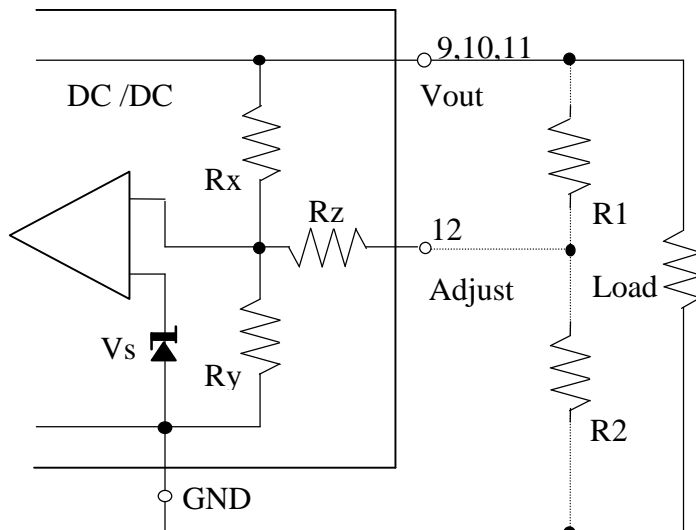 9,10,11
DC /DC
Vout
Rx
Rz
R1
12
Adjust
Load
Vs
Ry
R2
GND